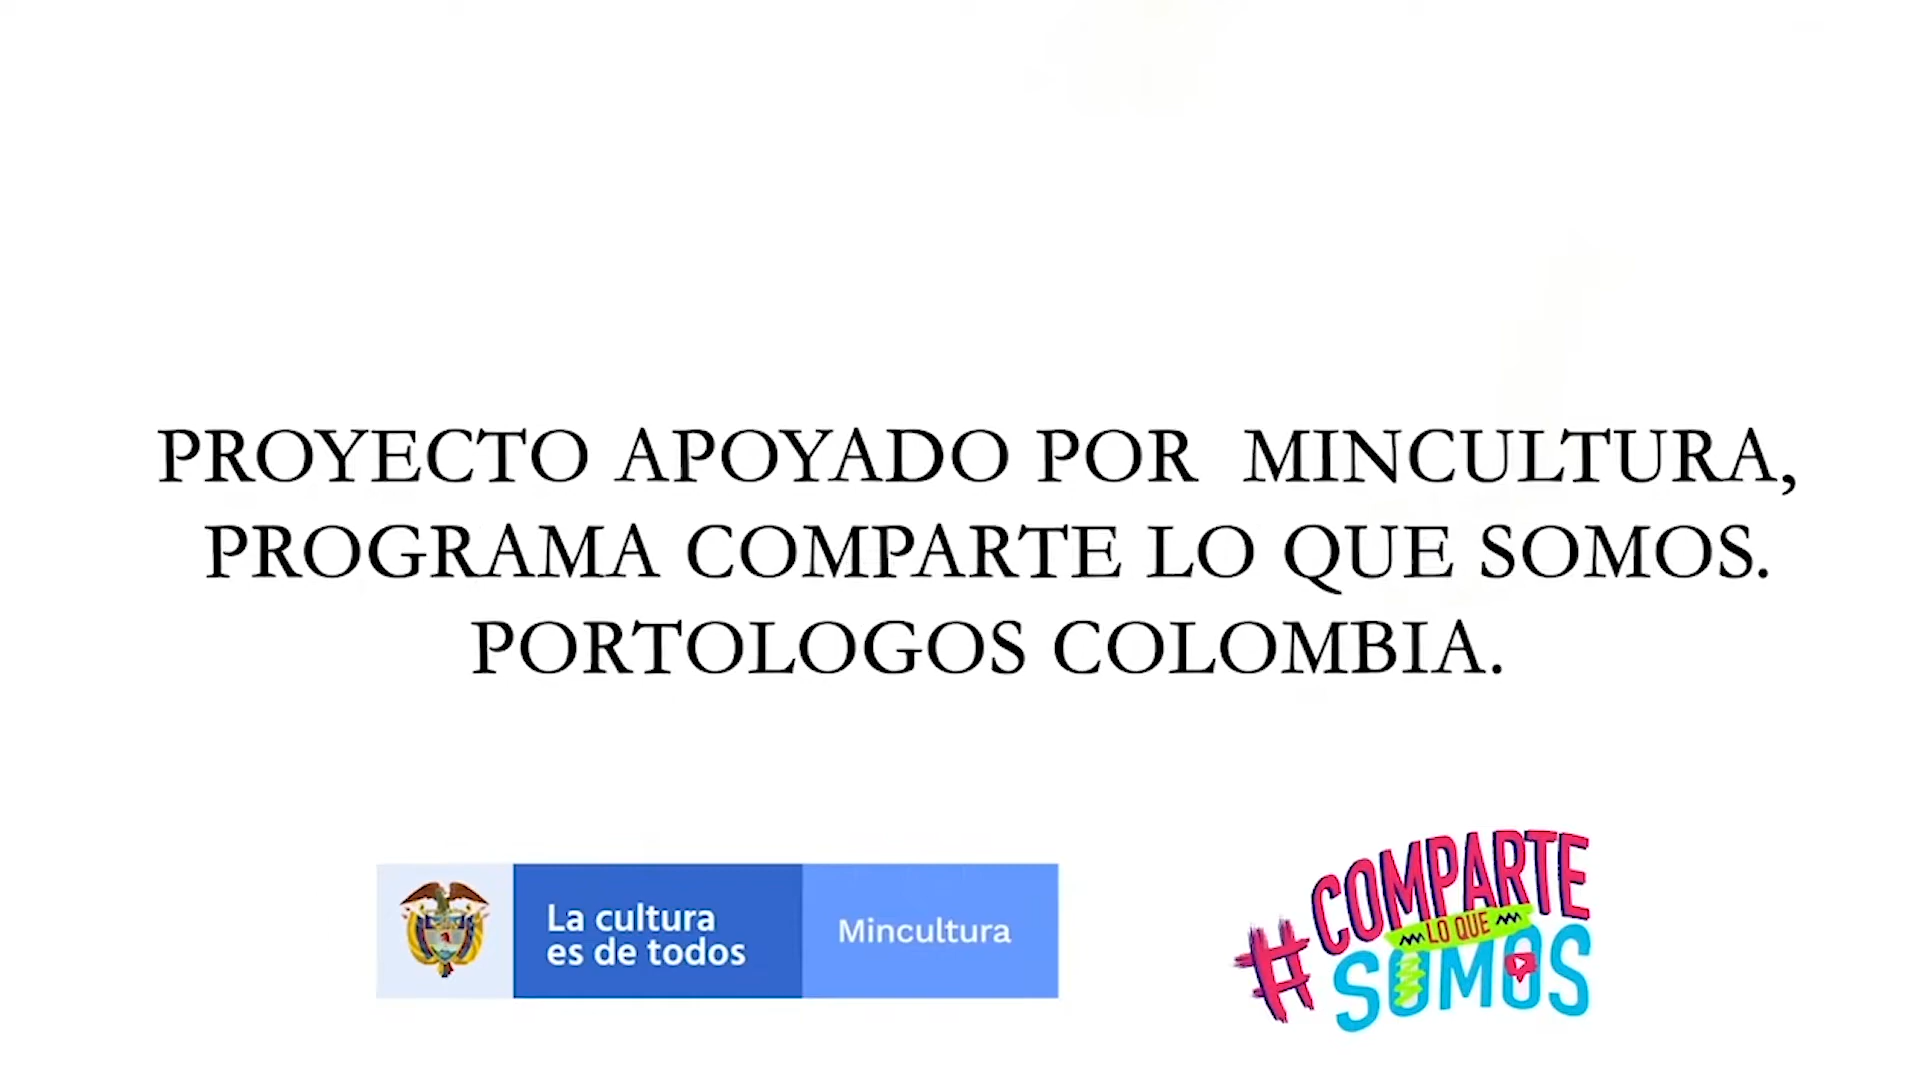 PROYECTO APOYADO POR MINCULTURA,
PROGRAMA COMPARTE LO QUE SOMOS.
PORTOLOGOS COLOMBIA.
La cultura
es de todos
Mincultura
#COMPARTE
LO QUE
SOMOS